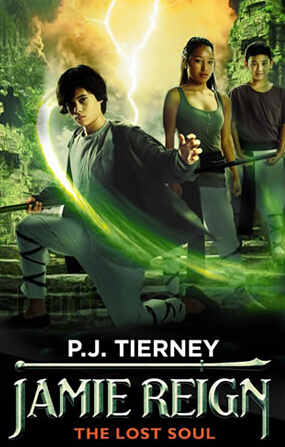 P.J. TIERNEY
JAMIE REIGN
THE LOST SOUL